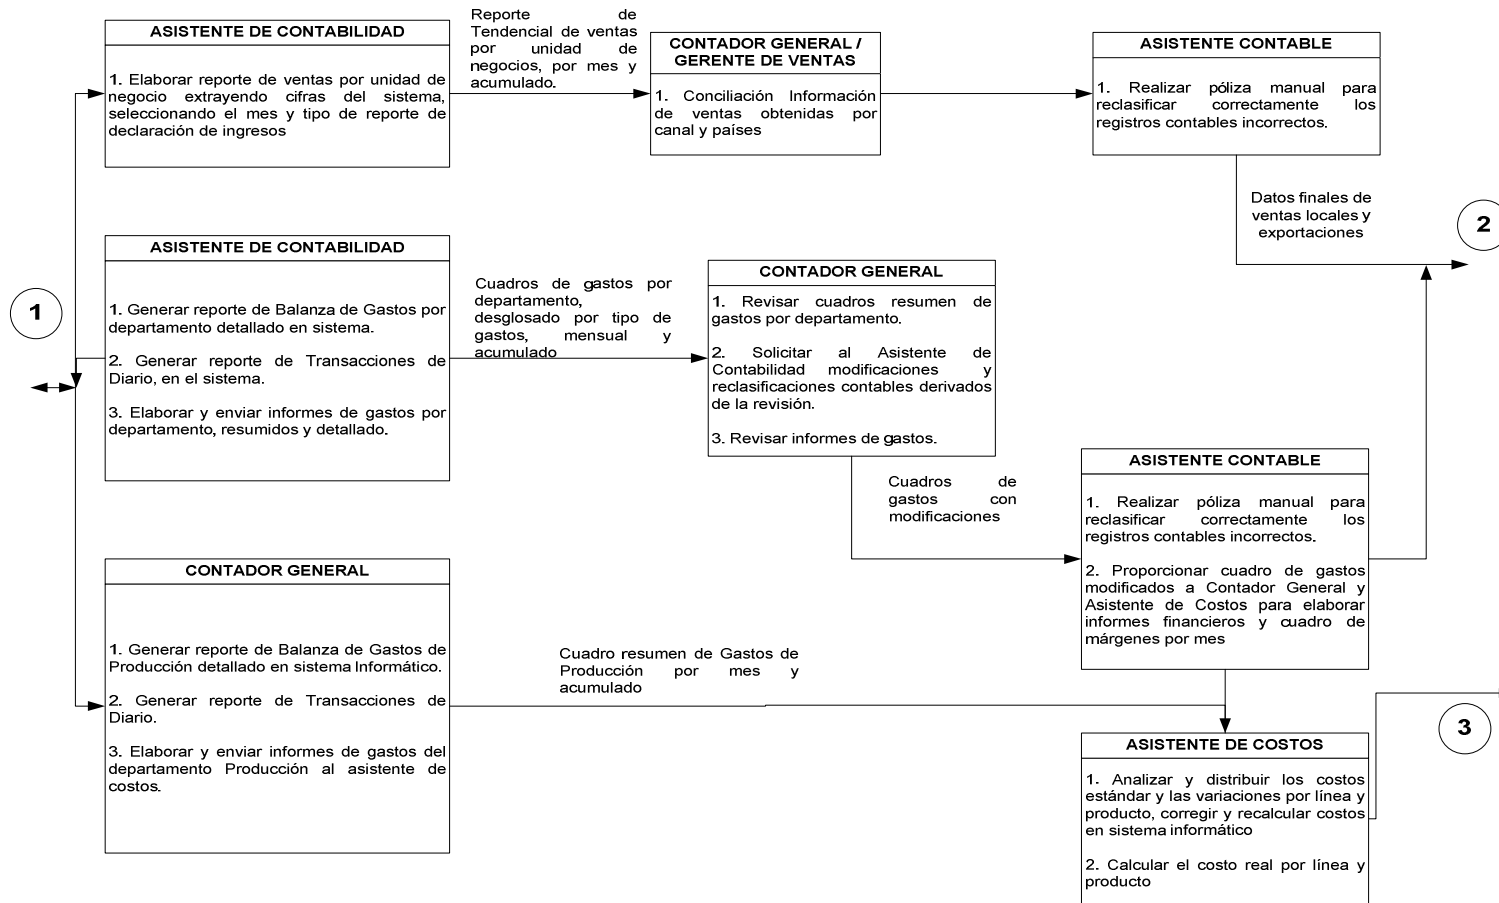 ASISTENTE DE CONTABILIDAD
1. Elaborar reporte de ventas por unidad de
negocio extrayendo cifras del sistema,
seleccionando el mes y tipo de reporte de
declaración de ingresos
Reporte de
Tendencial de ventas
por unidad de
negocios, por mes y
acumulado.
CONTADOR GENERAL /
GERENTE DE VENTAS
1. Conciliación Información
de ventas obtenidas por
canal y países
ASISTENTE CONTABLE
1. Realizar póliza manual para
reclasificar correctamente los
registros contables incorrectos.
Datos finales de
ventas locales y
exportaciones
2
1
ASISTENTE DE CONTABILIDAD
1. Generar reporte de Balanza de Gastos por
departamento detallado en sistema.
2. Generar reporte de Transacciones de
Diario, en el sistema.
3. Elaborar y enviar informes de gastos por
departamento, resumidos y detallado.
Cuadros de gastos por
departamento,
desglosado por tipo de
gastos, mensual y
acumulado
CONTADOR GENERAL
1. Revisar cuadros resumen de
gastos por departamento.
2. Solicitar al Asistente de
Contabilidad modificaciones y
reclasificaciones contables derivados
de la revisión.
3. Revisar informes de gastos.
Cuadros de
gastos con
modificaciones
ASISTENTE CONTABLE
1. Realizar póliza manual para
reclasificar correctamente los
registros contables incorrectos.
2. Proporcionar cuadro de gastos
modificados a Contador General y
Asistente de Costos para elaborar
informes financieros y cuadro de
márgenes por mes
CONTADOR GENERAL
1. Generar reporte de Balanza de Gastos de
Producción detallado en sistema Informático.
2. Generar reporte de Transacciones de
Diario.
3. Elaborar y enviar informes de gastos del
departamento Producción al asistente de
costos.
Cuadro resumen de Gastos de
Producción por mes y
acumulado
3
ASISTENTE DE COSTOS
1. Analizar y distribuir los costos
estándar y las variaciones por línea y
producto, corregir y recalcular costos
en sistema informático
2. Calcular el costo real por línea y
producto